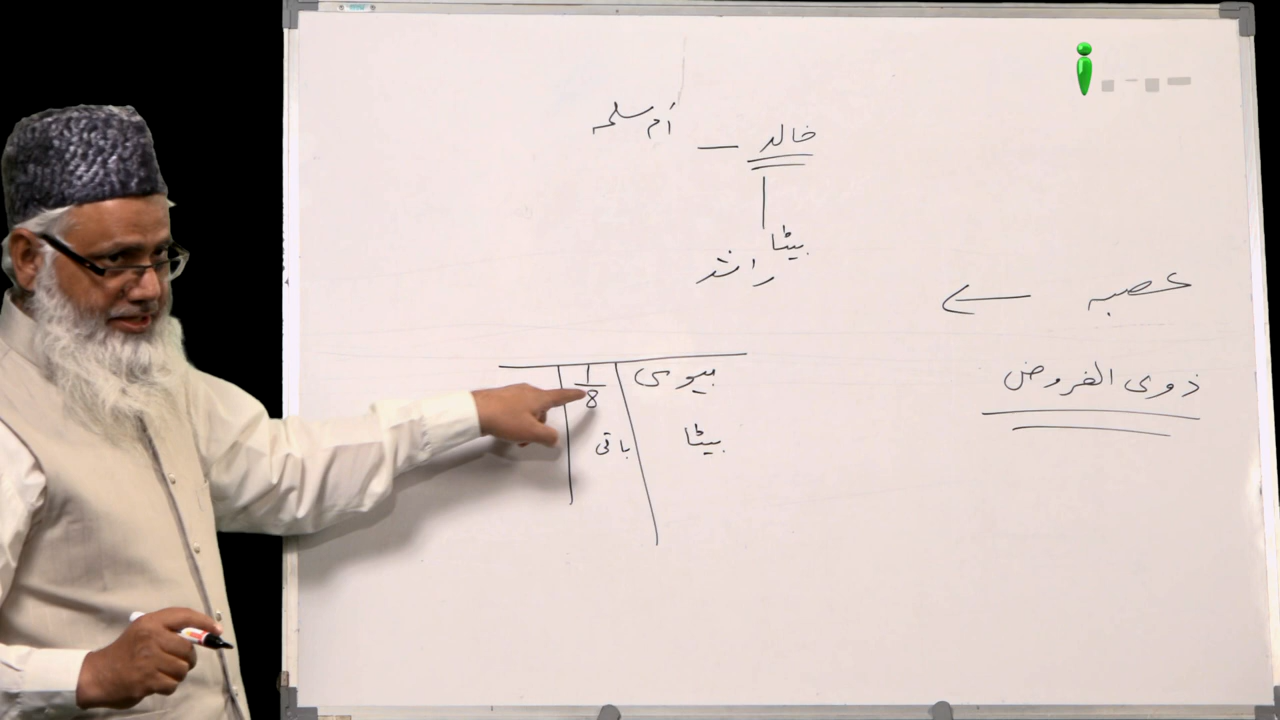 خالد — اُم سلمہ
بیٹا
راشد
عصبہ ←
ذوی الفروض
بیوی 1/8
بیٹا باقی